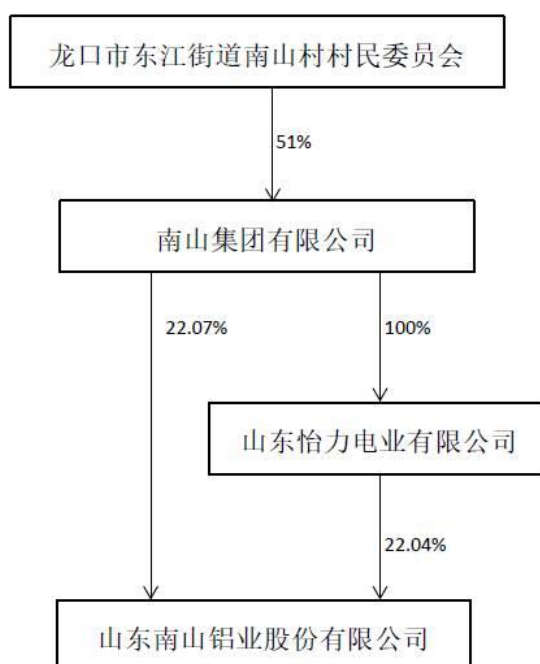 龙口市东江街道南山村村民委员会
51%
南山集团有限公司
22.07%
100%
山东怡力电业有限公司
22.04%
山东南山铝业股份有限公司